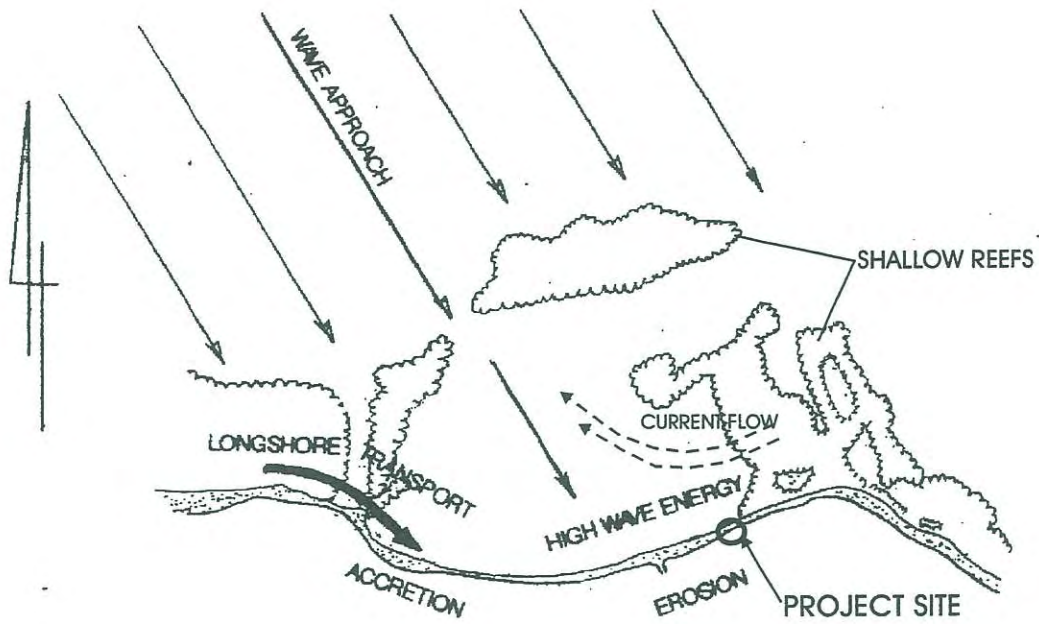 WAVE APPROACH
SHALLOW REEFS
CURRENT FLOW
LONGSHORE TRANSPORT
HIGH WAVE ENERGY
ACCRETION
EROSION
PROJECT SITE